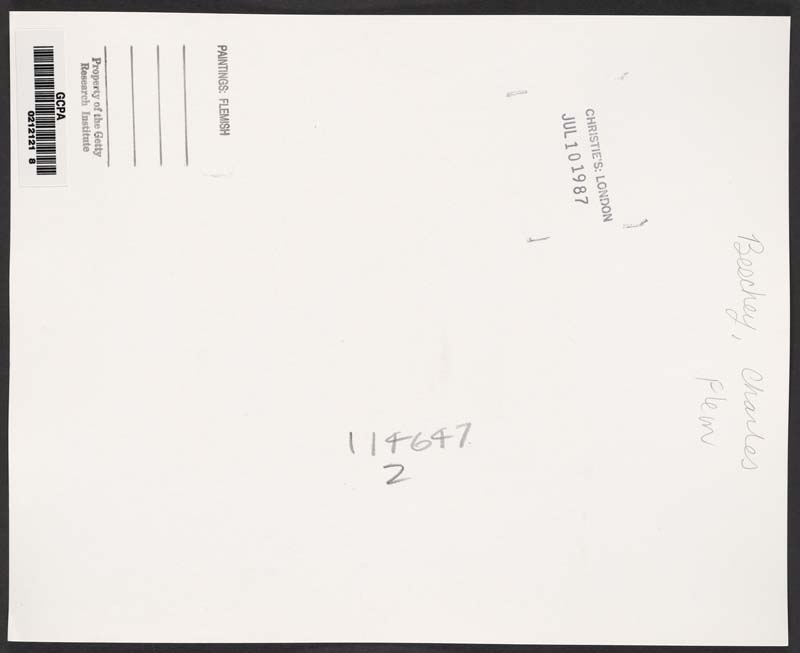 GCPA
0212121 8
Property of the Getty
Research Institute
PAINTINGS: FLEMISH
CHRISTIE'S: LONDON
JUL 10 1987
Beschey, Charles
Flem
114647
2